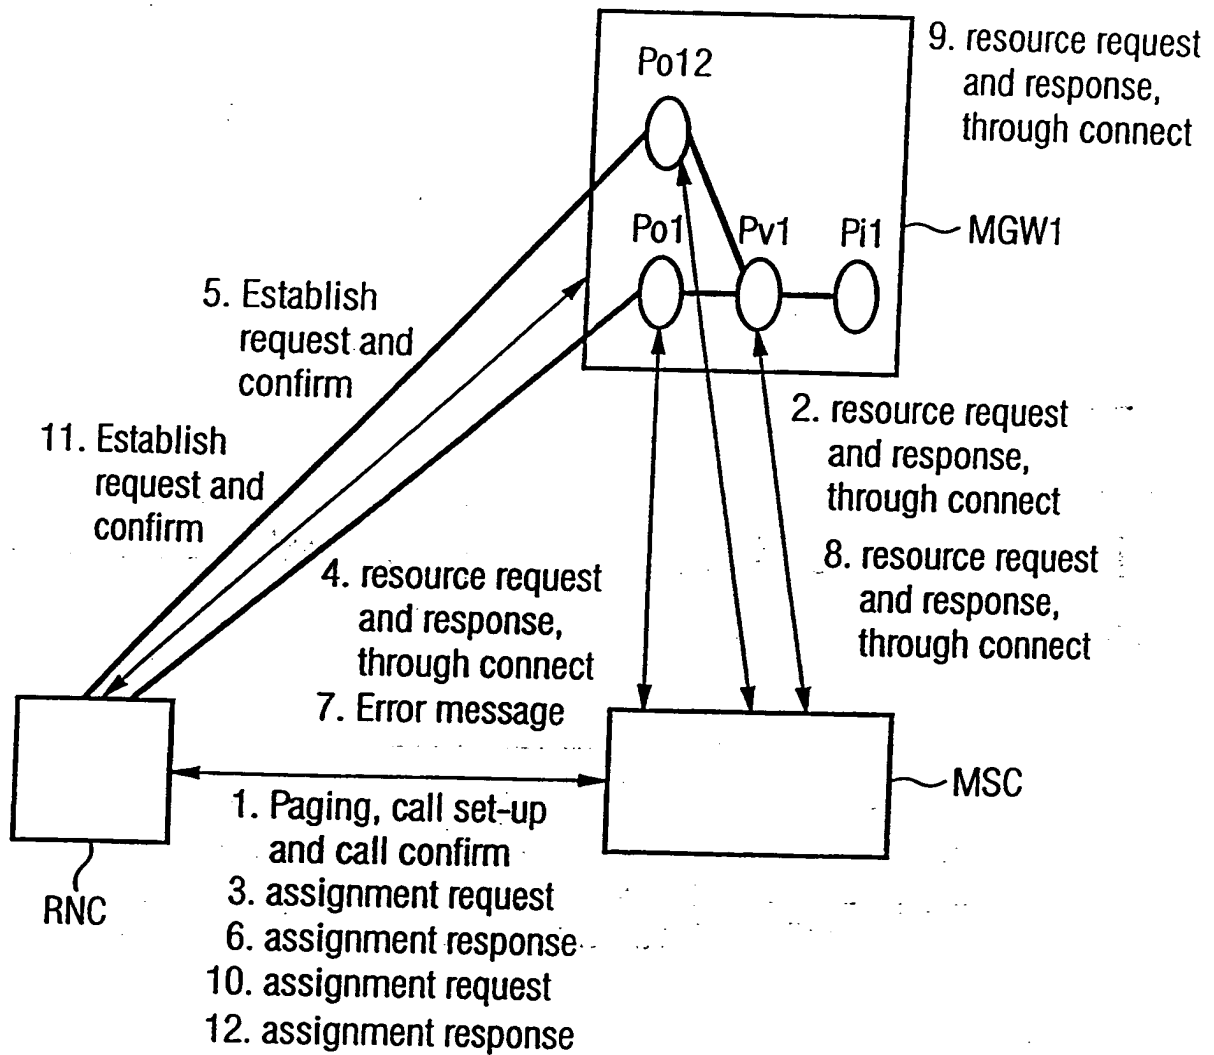 9. resource request
and response,
through connect
Po12
Po1
Pv1
Pi1
MGW1
5. Establish
request and
confirm
11. Establish
request and
confirm
2. resource request
and response,
through connect
8. resource request
and response,
through connect
4. resource request
and response,
through connect
7. Error message
MSC
RNC
1. Paging, call set-up
and call confirm
3. assignment request
6. assignment response
10. assignment request
12. assignment response